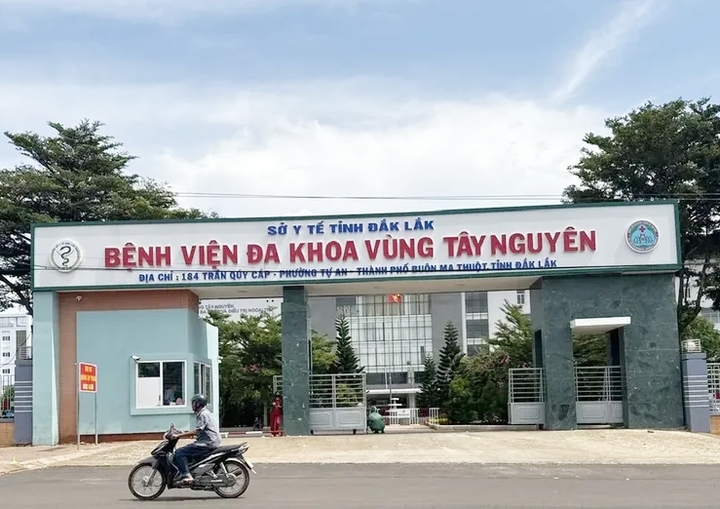 SỞ Y TẾ TỈNH ĐẮK LẮK
BỆNH VIỆN ĐA KHOA VÙNG TÂY NGUYÊN
ĐỊA CHỈ : 184 TRẦN QUÝ CÁP - PHƯỜNG TỰ AN - THÀNH PHỐ BUÔN MA THUỘT TỈNH ĐẮK LẮK